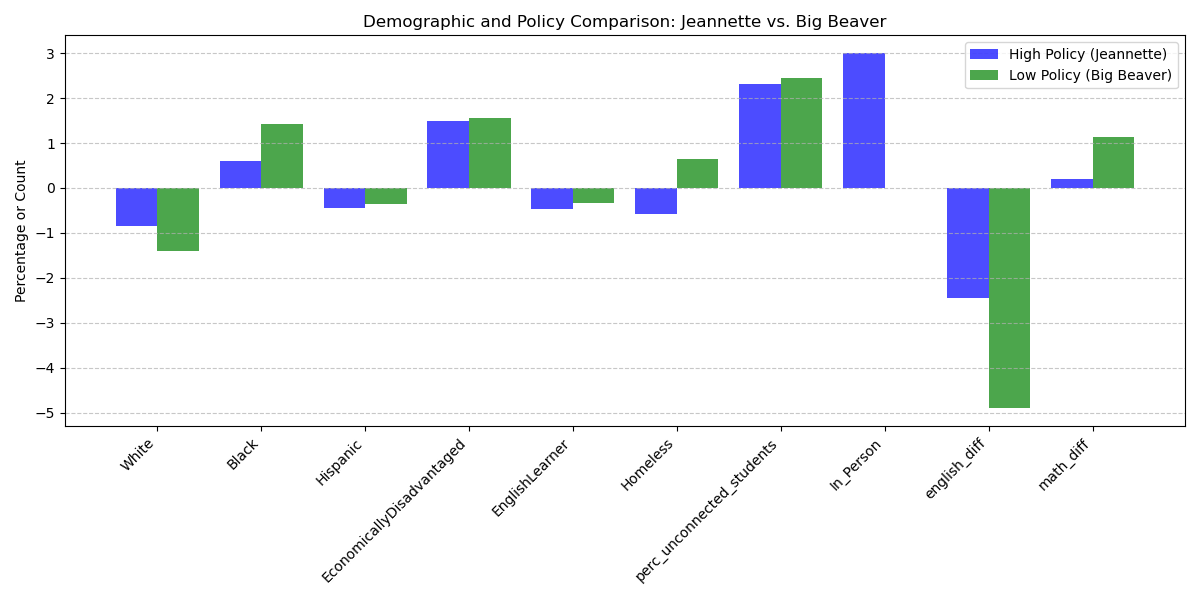 Demographic and Policy Comparison: Jeannette vs. Big Beaver
High Policy (Jeannette)
Low Policy (Big Beaver)
Percentage or Count
3
2
1
0
−1
−2
−3
−4
−5
White
Black
Hispanic
EconomicallyDisadvantaged
EnglishLearner
Homeless
perc_unconnected_students
In_Person
english_diff
math_diff